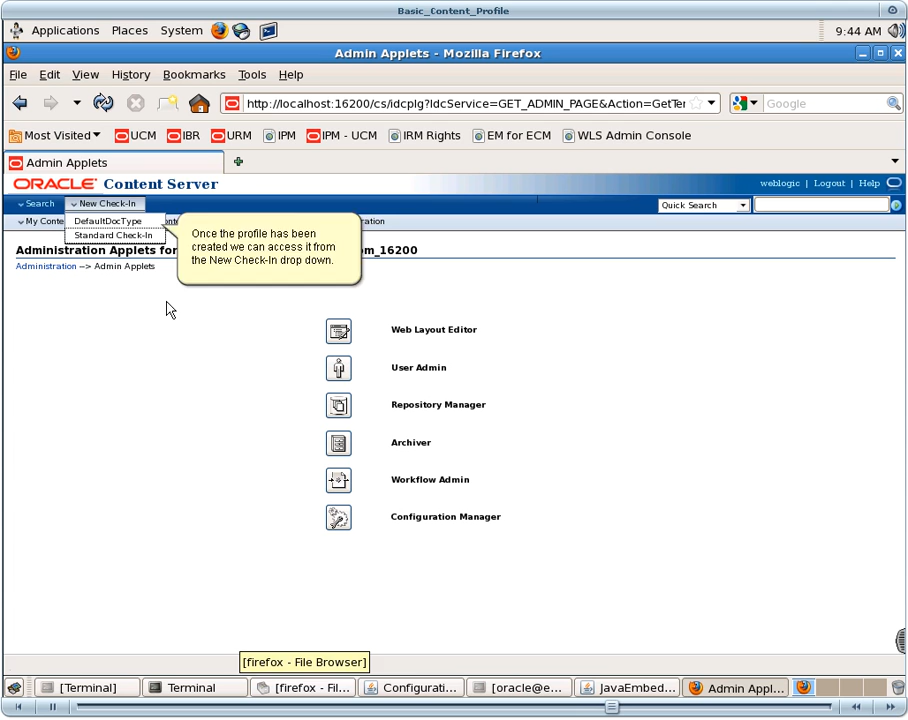 Basic_Content_Profile
Applications Places System 9:44 AM
Admin Applets - Mozilla Firefox
File Edit View History Bookmarks Tools Help
http://localhost:16200/cs/idcplg?IdcService=GET_ADMIN_PAGE&Action=GetTer Google
Most Visited UCM IBR URM IPM IPM - UCM IRM Rights EM for ECM WLS Admin Console
Admin Applets
ORACLE Content Server weblogic | Logout | Help
Search New Check-In Quick Search
My Conte
DefaultDocType
Standard Check-In
Once the profile has been
created we can access it from
the New Check-In drop down.
Administration Applets for om_16200
Administration –> Admin Applets
Web Layout Editor
User Admin
Repository Manager
Archiver
Workflow Admin
Configuration Manager
[firefox - File Browser]
[Terminal] Terminal [firefox - Fil... Configurati... [oracle@e... JavaEmbed... Admin Appl...